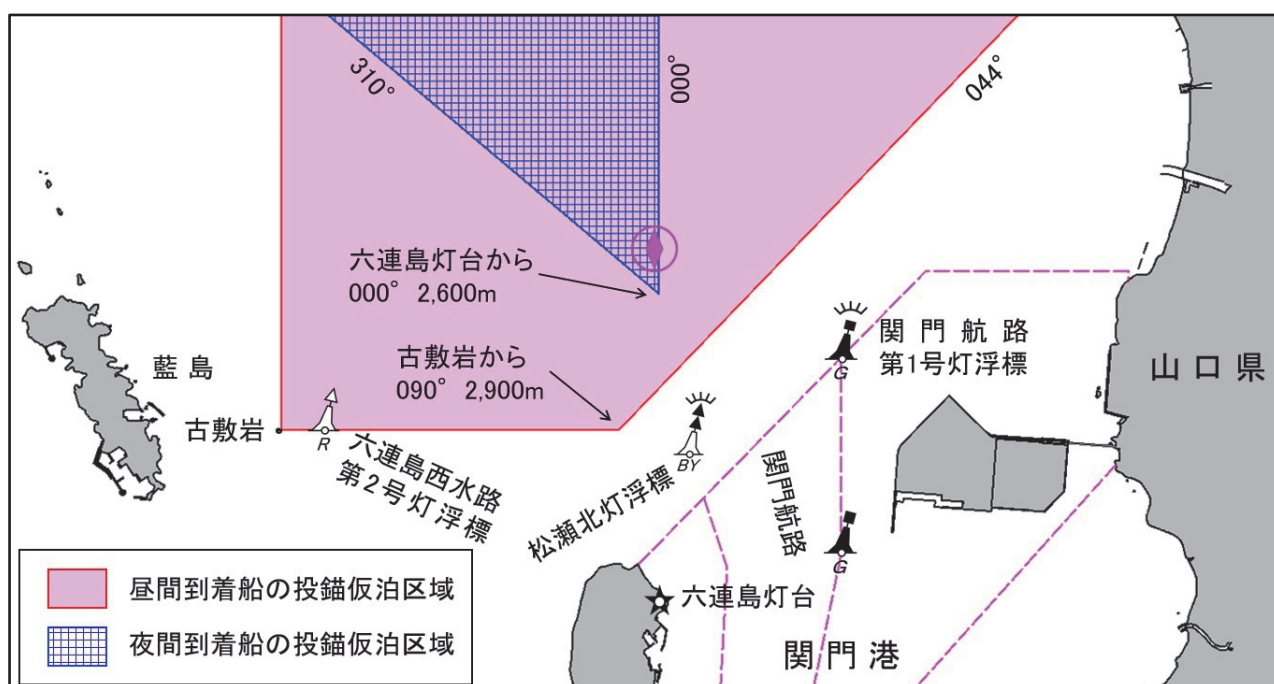 310°
000°
044°
六連島灯台から
000° 2,600m
古敷岩から
090° 2,900m
藍島
古敷岩
R
六連島西水路
第2号灯浮標
松瀬北灯浮標
BY
関門航路
G
関門航路
第1号灯浮標
G
山口県
六連島灯台
関門港
昼間到着船の投錨仮泊区域
夜間到着船の投錨仮泊区域